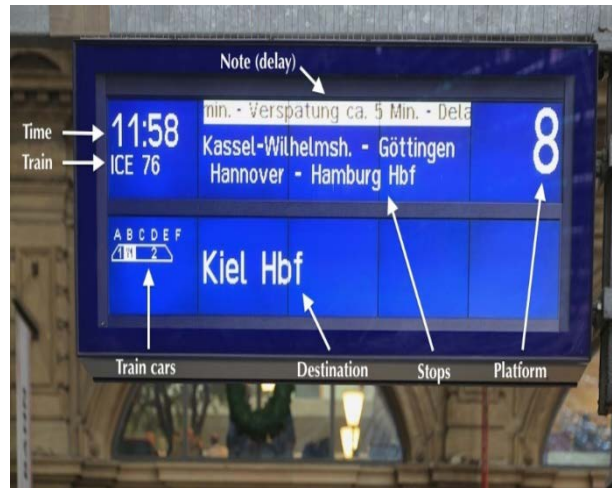 Note (delay)
min. - Verspatung ca. 5 Min. - Dela
Time
11:58
Train
ICE 76
Kassel-Wilhelmsh. - Göttingen
Hannover - Hamburg Hbf
8
A B C D E F
1 2
Kiel Hbf
Train cars
Destination
Stops
Platform